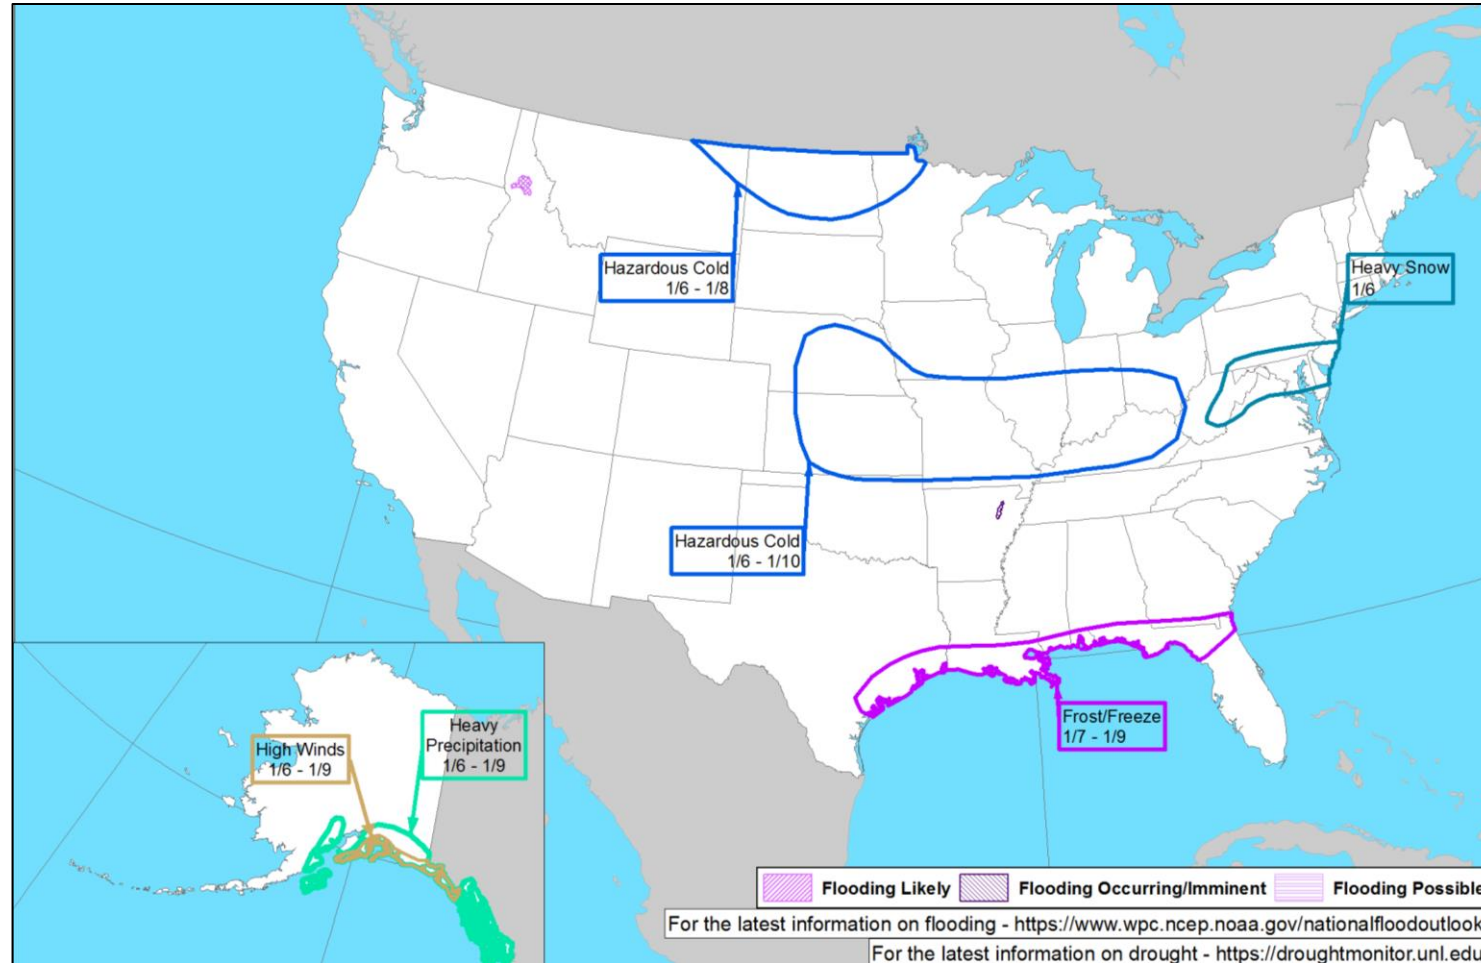 Hazardous Cold
1/6 - 1/8
Heavy Snow
1/6
Hazardous Cold
1/6 - 1/10
Frost/Freeze
1/7 - 1/9
High Winds
1/6 - 1/9
Heavy
Precipitation
1/6 - 1/9
Flooding Likely
Flooding Occurring/Imminent
Flooding Possible
For the latest information on flooding - https://www.wpc.ncep.noaa.gov/nationalfloodoutlook
For the latest information on drought - https://droughtmonitor.unl.edu